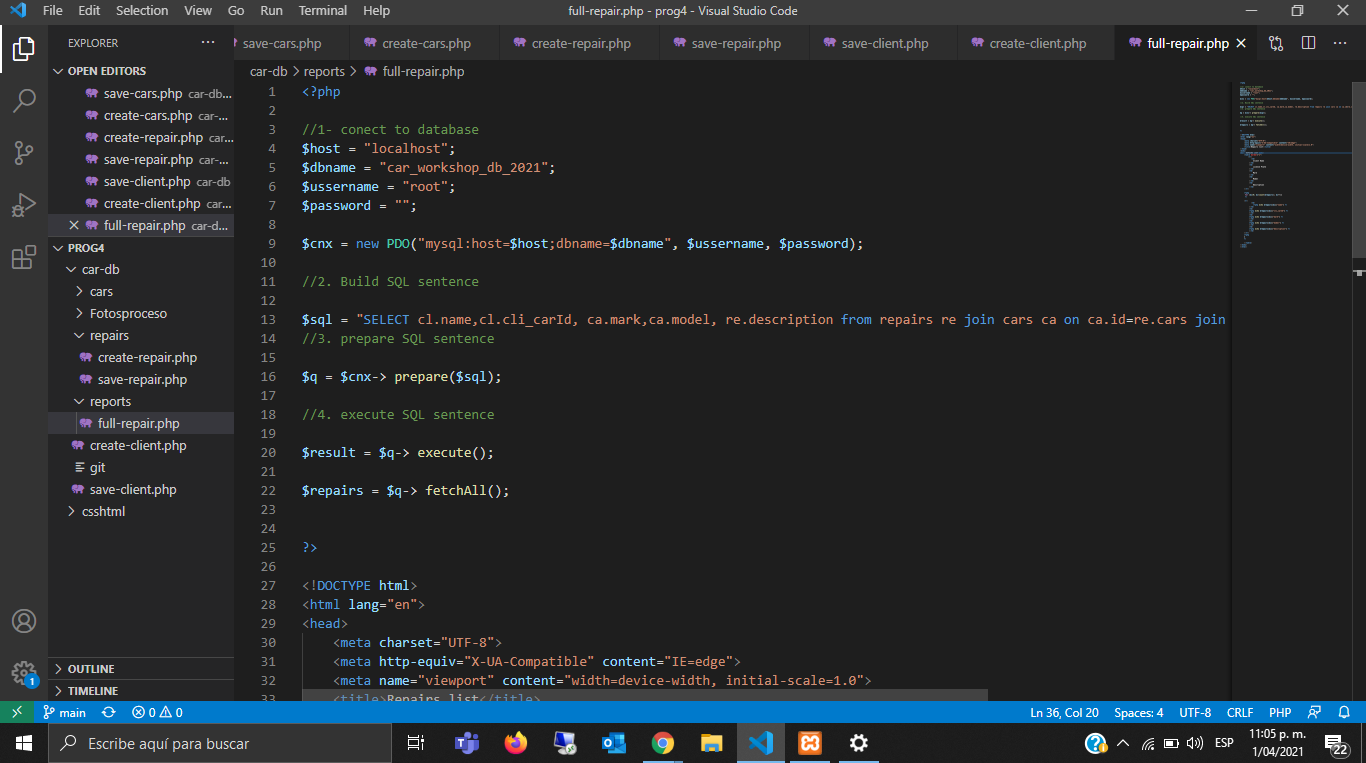 File Edit Selection View Go Run Terminal Help
full-repair.php - prog4 - Visual Studio Code
EXPLORER
save-cars.php
create-cars.php
create-repair.php
save-repair.php
save-client.php
create-client.php
full-repair.php
OPEN EDITORS
save-cars.php car-db...
create-cars.php car-...
create-repair.php car...
save-repair.php car-...
save-client.php car-db
create-client.php car...
full-repair.php car-d...
PROG4
car-db
cars
Fotosproceso
repairs
create-repair.php
save-repair.php
reports
full-repair.php
create-client.php
git
save-client.php
csshtml
OUTLINE
TIMELINE
car-db > reports > full-repair.php
1 <?php
2
3 //1- conect to database
4 $host = "localhost";
5 $dbname = "car_workshop_db_2021";
6 $ussername = "root";
7 $password = "";
8
9 $cnx = new PDO("mysql:host=$host;dbname=$dbname", $ussername, $password);
10
11 //2. Build SQL sentence
12
13 $sql = "SELECT cl.name,cl.cli_carId, ca.mark,ca.model, re.description from repairs re join cars ca on ca.id=re.cars join
14 //3. prepare SQL sentence
15
16 $q = $cnx-> prepare($sql);
17
18 //4. execute SQL sentence
19
20 $result = $q-> execute();
21
22 $repairs = $q-> fetchAll();
23
24
25 ?>
26
27 <!DOCTYPE html>
28 <html lang="en">
29 <head>
30 <meta charset="UTF-8">
31 <meta http-equiv="X-UA-Compatible" content="IE=edge">
32 <meta name="viewport" content="width=device-width, initial-scale=1.0">
33 <title>Repairs list</title>
1
main 0 0
Ln 36, Col 20 Spaces: 4 UTF-8 CRLF PHP
Escribe aquí para buscar
ESP
11:05 p. m.
1/04/2021
22